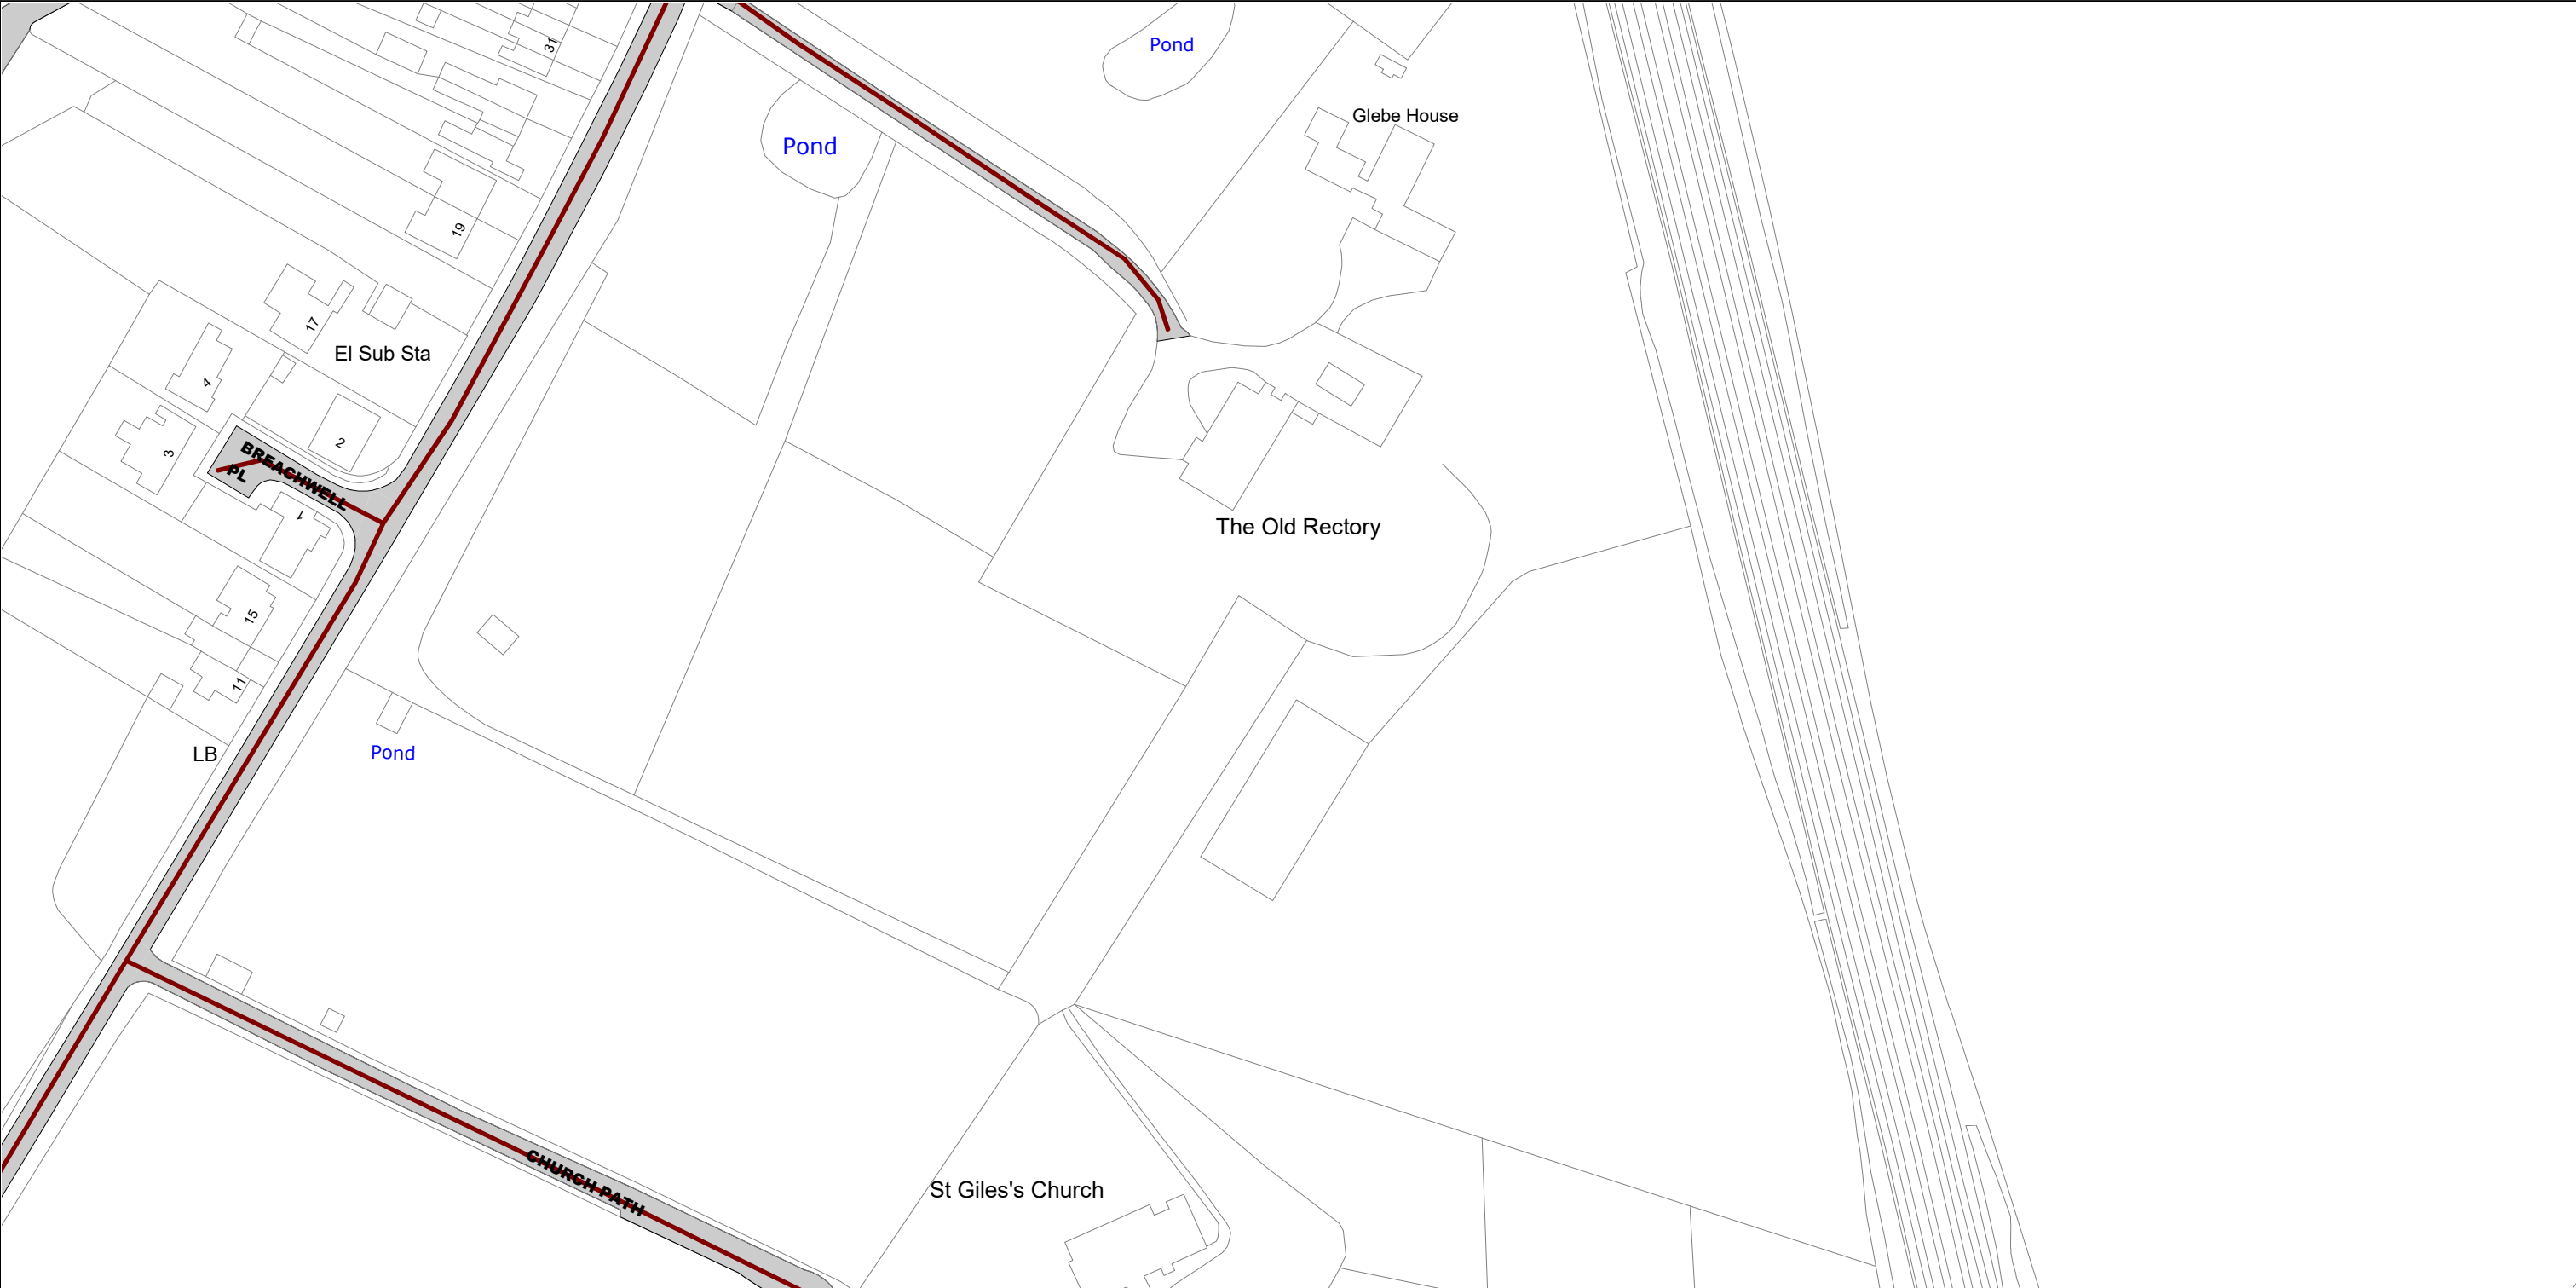 31
Pond
Glebe House
Pond
19
17
El Sub Sta
4
2
3
BREACHWELL
PL
1
The Old Rectory
15
11
LB
Pond
CHURCH PATH
St Giles's Church